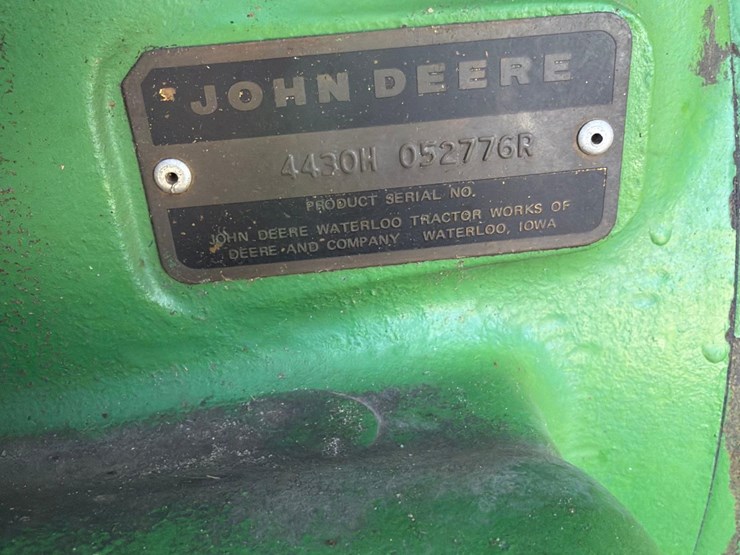 JOHN DEERE
4430H 052776R
PRODUCT SERIAL NO.
JOHN DEERE WATERLOO TRACTOR WORKS OF
DEERE AND COMPANY WATERLOO, IOWA